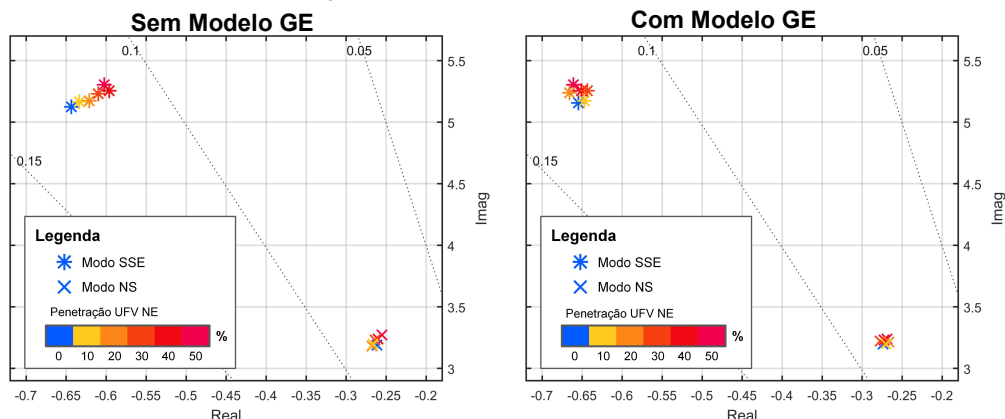 Sem Modelo GE
0.1
0.05
0.15
5.5
5
4.5
4
3.5
3
Imag
Legenda
Modo SSE
Modo NS
Penetração UFV NE
0 10 20 30 40 50
%
-0.7 -0.65 -0.6 -0.55 -0.5 -0.45 -0.4 -0.35 -0.3 -0.25 -0.2
Real
Com Modelo GE
0.1
0.05
0.15
5.5
5
4.5
4
3.5
3
Imag
Legenda
Modo SSE
Modo NS
Penetração UFV NE
0 10 20 30 40 50
%
-0.7 -0.65 -0.6 -0.55 -0.5 -0.45 -0.4 -0.35 -0.3 -0.25 -0.2
Real